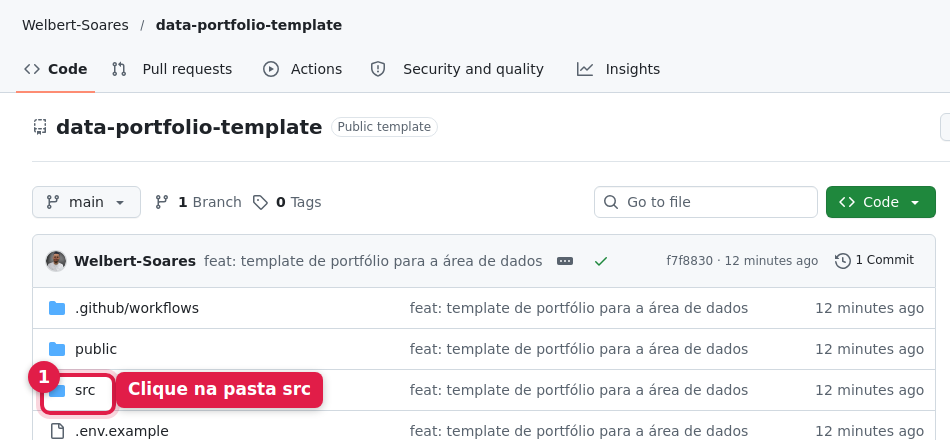 Welbert-Soares / data-portfolio-template
Code Pull requests Actions Security and quality Insights
data-portfolio-template Public template
main 1 Branch 0 Tags Go to file Code
Welbert-Soares feat: template de portfólio para a área de dados f7f8830 · 12 minutes ago 1 Commit
.github/workflows feat: template de portfólio para a área de dados 12 minutes ago
public feat: template de portfólio para a área de dados 12 minutes ago
1 src Clique na pasta src feat: template de portfólio para a área de dados 12 minutes ago
.env.example feat: template de portfólio para a área de dados 12 minutes ago